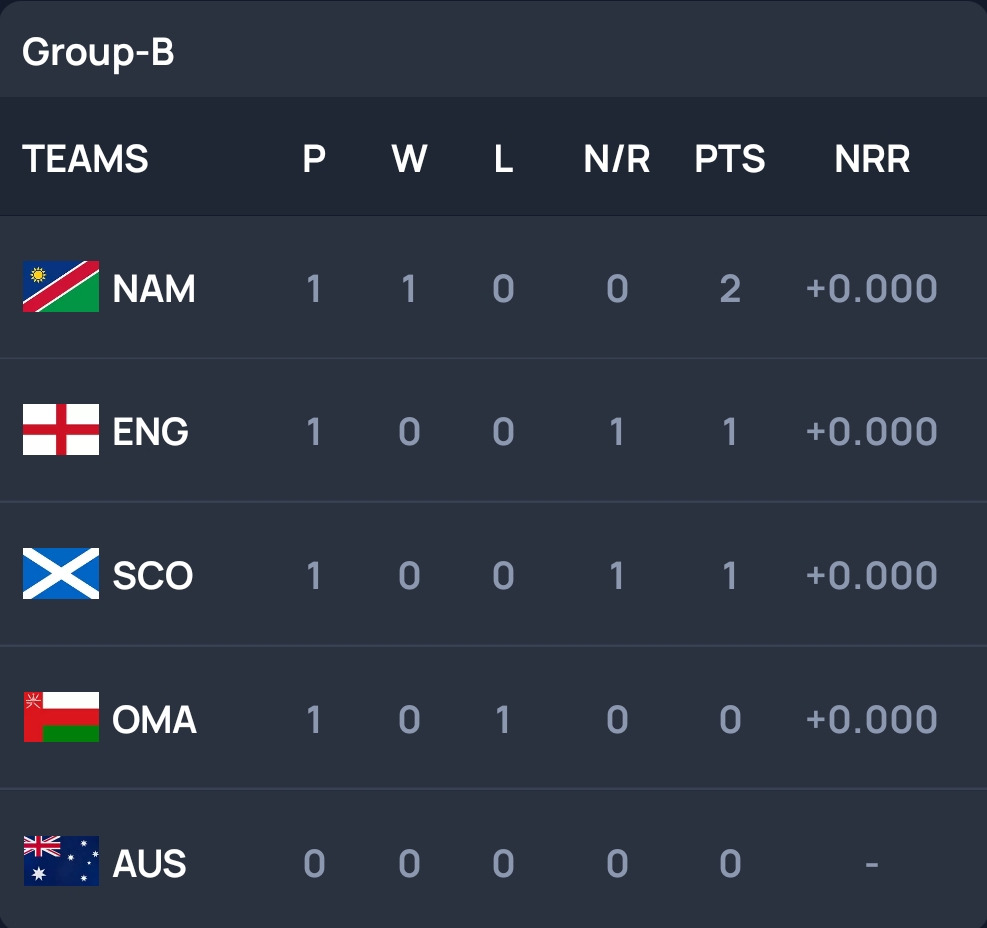 Group-B
TEAMS P W L N/R PTS NRR
NAM 1 1 0 0 2 +0.000
ENG 1 0 0 1 1 +0.000
SCO 1 0 0 1 1 +0.000
OMA 1 0 1 0 0 +0.000
AUS 0 0 0 0 0 -